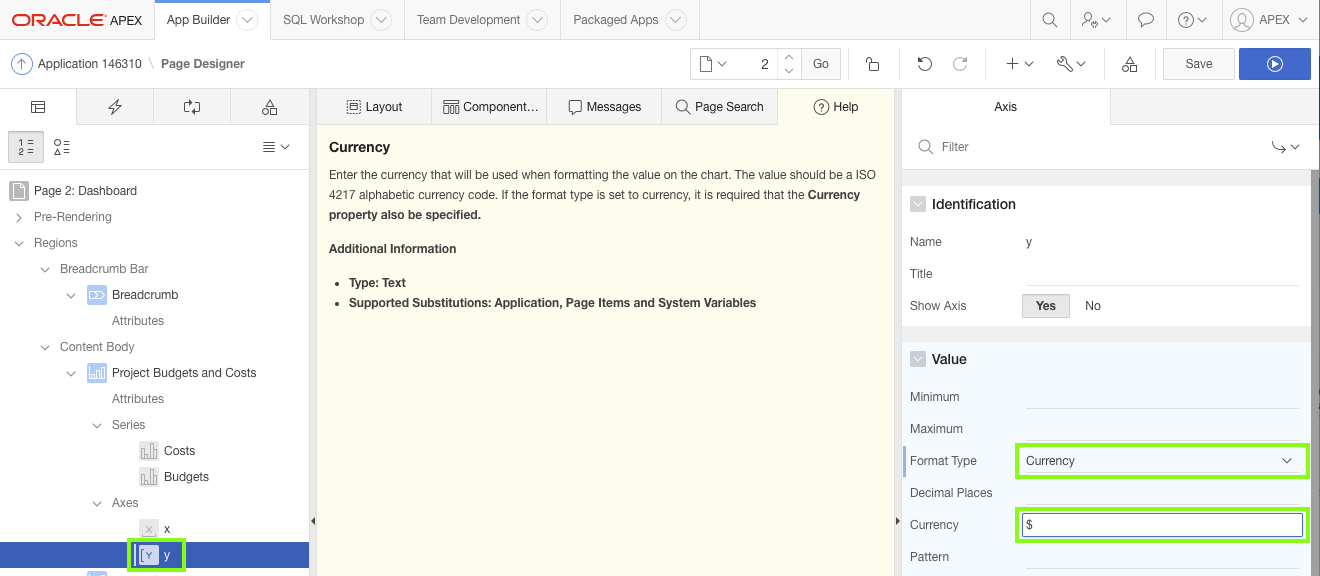 ORACLE APEX
App Builder
SQL Workshop
Team Development
Packaged Apps
?
APEX
Application 146310 \ Page Designer
2
Go
Save
Layout
Component...
Messages
Page Search
? Help
Axis
1
2
Filter
Page 2: Dashboard
Pre-Rendering
Regions
Breadcrumb Bar
Breadcrumb
Attributes
Content Body
Project Budgets and Costs
Attributes
Series
Costs
Budgets
Axes
X x
Y y
Currency
Enter the currency that will be used when formatting the value on the chart. The value should be a ISO
4217 alphabetic currency code. If the format type is set to currency, it is required that the Currency
property also be specified.
Additional Information
• Type: Text
• Supported Substitutions: Application, Page Items and System Variables
Identification
Name y
Title
Show Axis Yes No
Value
Minimum
Maximum
Format Type Currency
Decimal Places
Currency $
Pattern